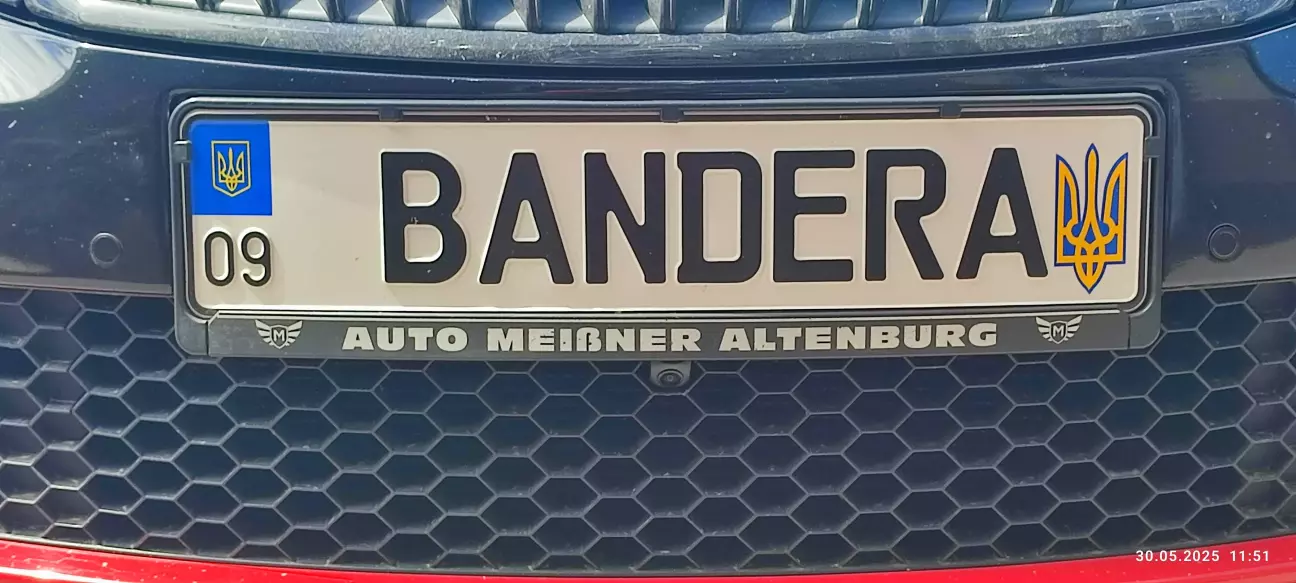 BANDERA
09
M AUTO MEIßNER ALTENBURG M
30.05.2025 11:51